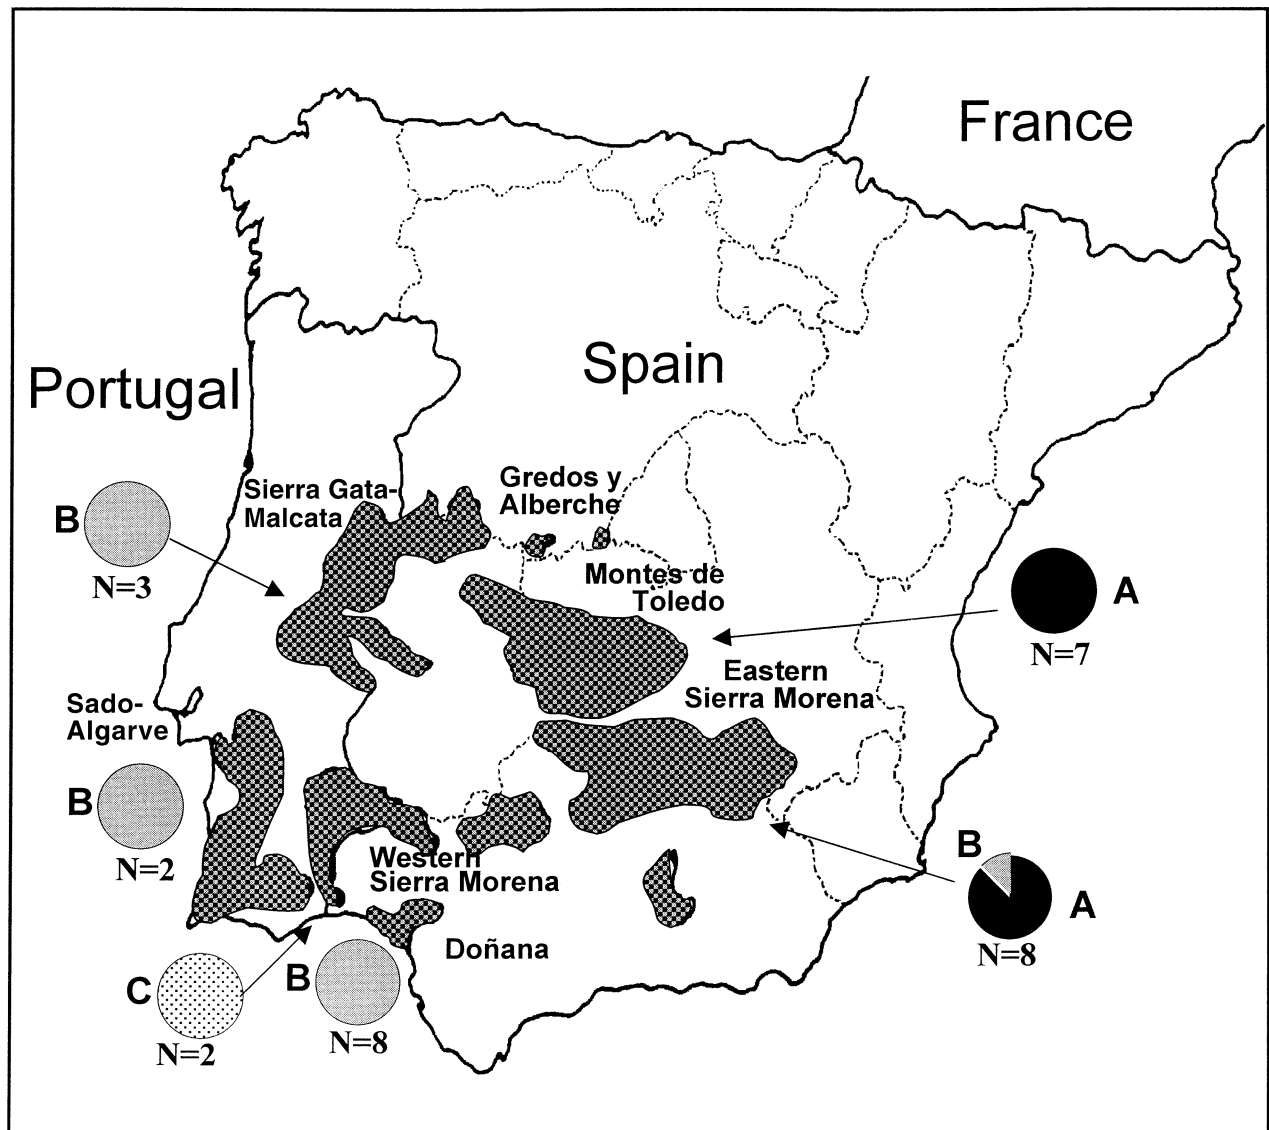 France
Spain
Portugal
Sierra Gata-
Malcata
Gredos y
Alberche
B
N=3
Montes de
Toledo
A
N=7
Eastern
Sierra Morena
Sado-
Algarve
B
N=2
Western
Sierra Morena
B
A
N=8
Doñana
C
N=2
B
N=8